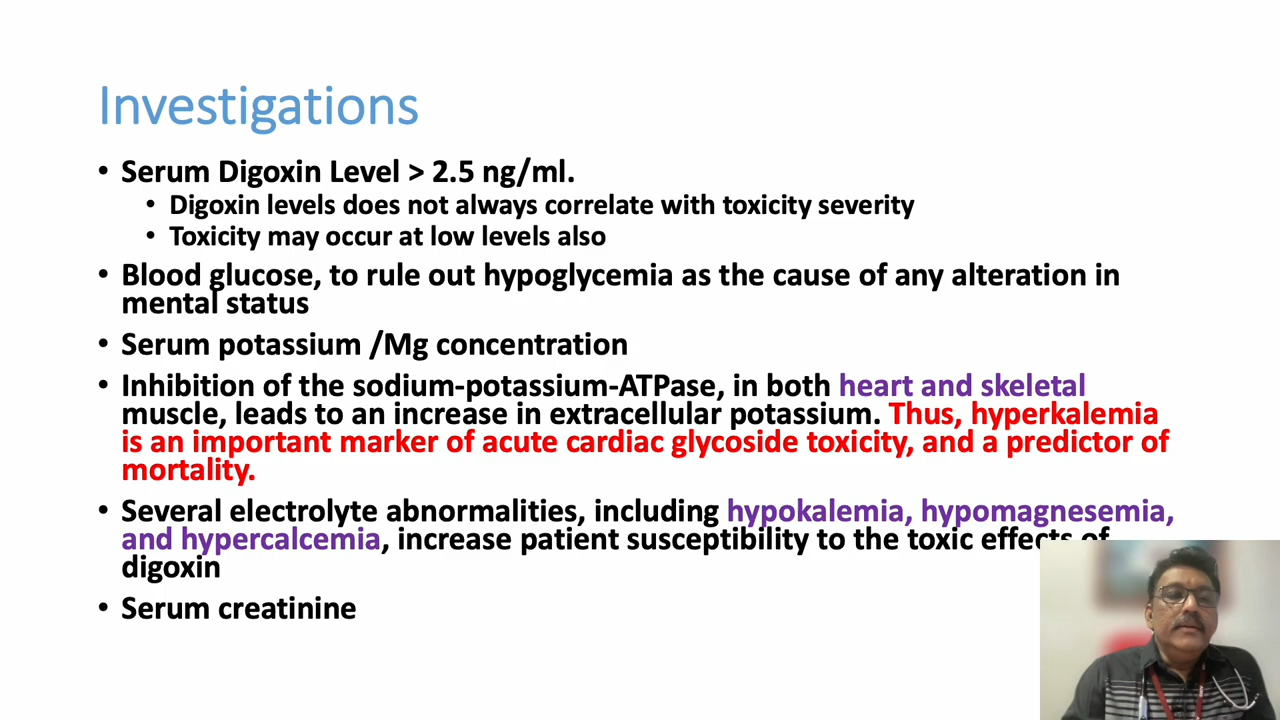 Investigations
• Serum Digoxin Level > 2.5 ng/ml.
• Digoxin levels does not always correlate with toxicity severity
• Toxicity may occur at low levels also
• Blood glucose, to rule out hypoglycemia as the cause of any alteration in
mental status
• Serum potassium /Mg concentration
• Inhibition of the sodium-potassium-ATPase, in both heart and skeletal
muscle, leads to an increase in extracellular potassium. Thus, hyperkalemia
is an important marker of acute cardiac glycoside toxicity, and a predictor of
mortality.
• Several electrolyte abnormalities, including hypokalemia, hypomagnesemia,
and hypercalcemia, increase patient susceptibility to the toxic effects of
digoxin
• Serum creatinine